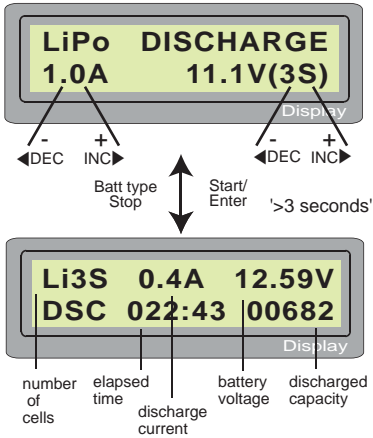 LiPo DISCHARGE
1.0A 11.1V(3S)
Display
- + - +
◀DEC INC▶ ◀DEC INC▶
Batt type
Stop
Start/
Enter
'>3 seconds'
Li3S 0.4A 12.59V
DSC 022:43 00682
Display
number
of
cells
elapsed
time
discharge
current
battery
voltage
discharged
capacity